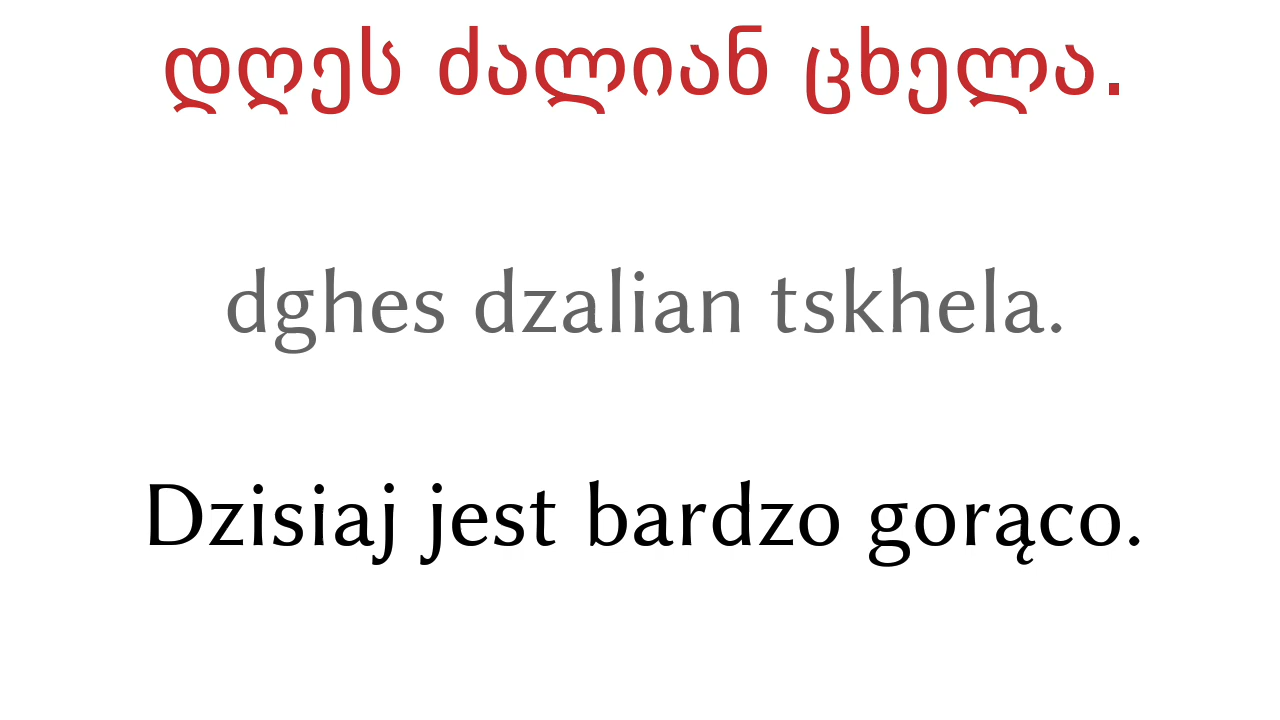 დღეს ძალიან ცხელა.
dghes dzalian tskhela.
Dzisiaj jest bardzo gorąco.